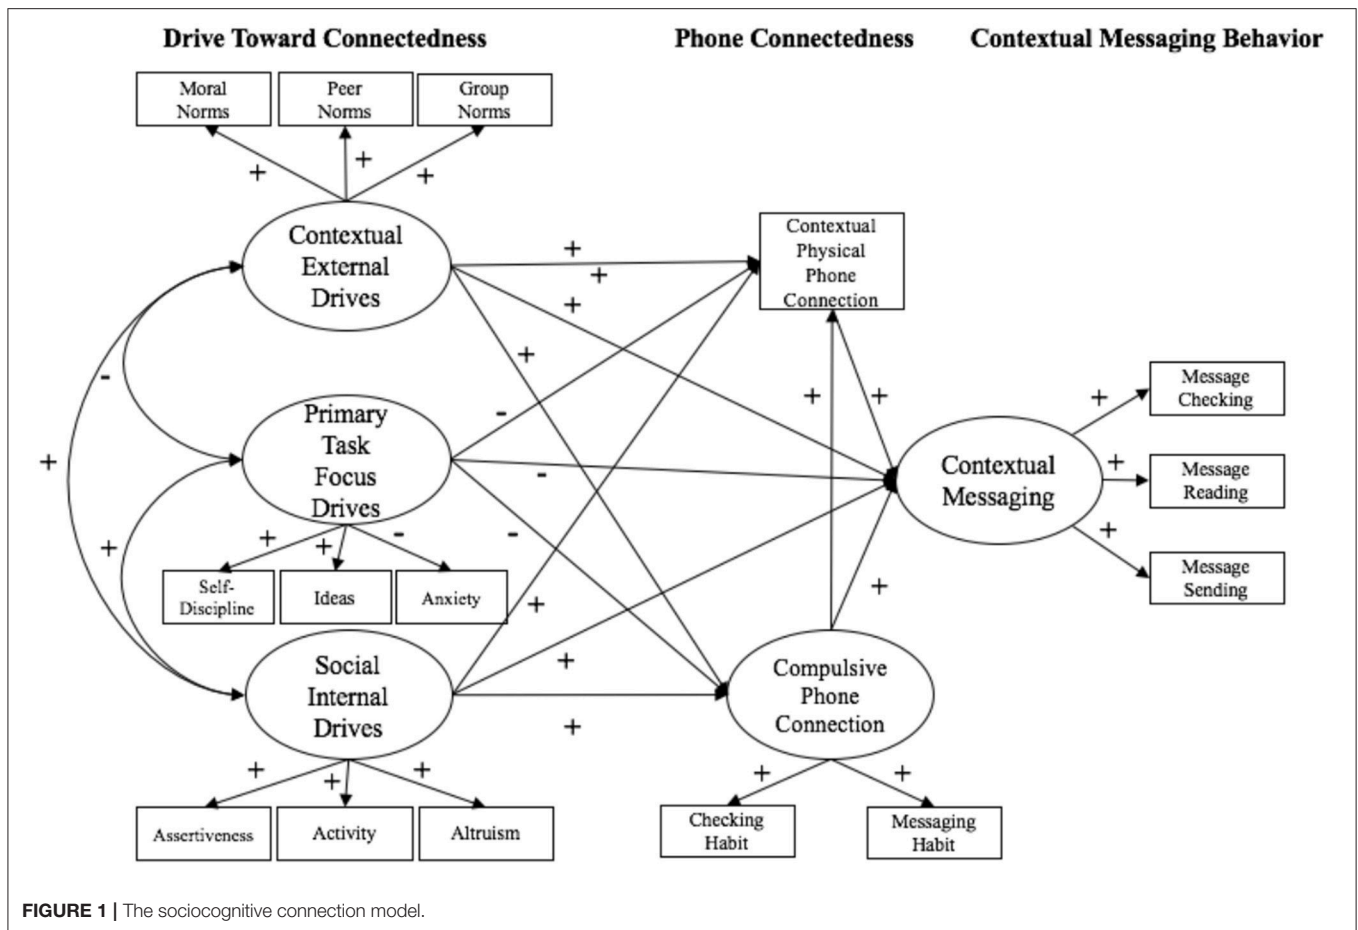 Drive Toward Connectedness
Phone Connectedness
Contextual Messaging Behavior
Moral
Norms
Peer
Norms
Group
Norms
+
+
+
Contextual
External
Drives
+
+
+
+
Contextual
Physical
Phone
Connection
-
+
+
Primary
Task
Focus
Drives
-
-
-
+
+
Contextual
Messaging
+
+
+
Message
Checking
Message
Reading
Message
Sending
+
+
-
Self-
Discipline
Ideas
Anxiety
Social
Internal
Drives
+
+
+
+
Compulsive
Phone
Connection
+
+
+
Assertiveness
Activity
Altruism
+
+
Checking
Habit
Messaging
Habit
FIGURE 1 | The sociocognitive connection model.